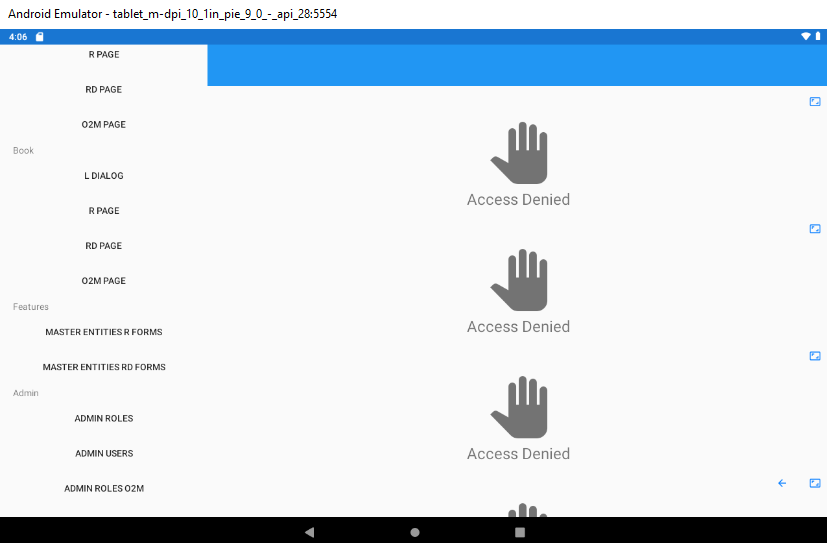 Android Emulator - tablet_m-dpi_10_1in_pie_9_0_-_api_28:5554
4:06
R PAGE
RD PAGE
O2M PAGE
Book
L DIALOG
R PAGE
RD PAGE
O2M PAGE
Features
MASTER ENTITIES R FORMS
MASTER ENTITIES RD FORMS
Admin
ADMIN ROLES
ADMIN USERS
ADMIN ROLES O2M
Access Denied
Access Denied
Access Denied